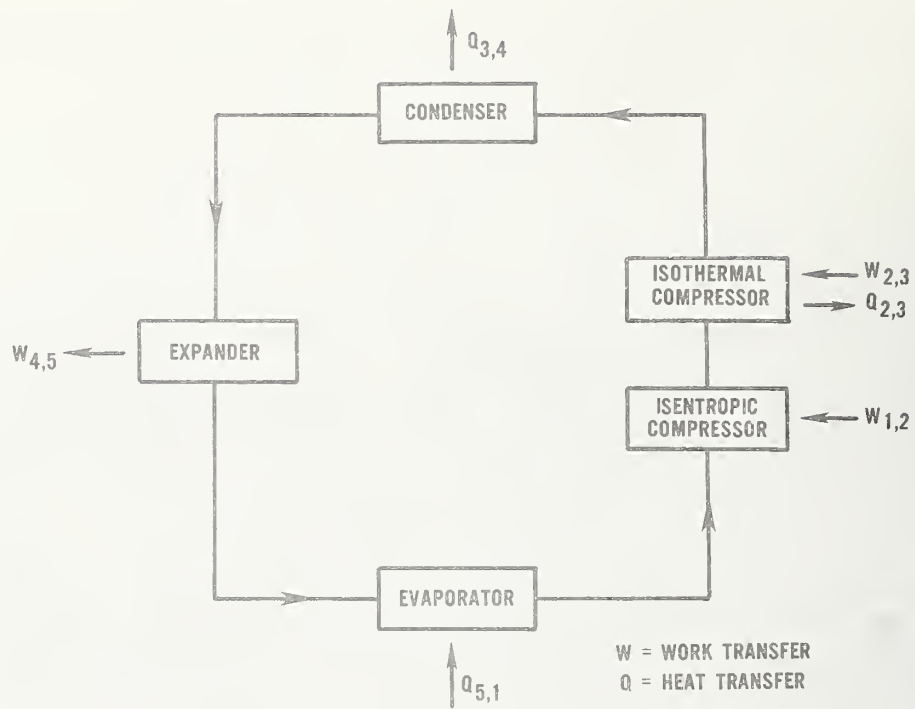 Q3,4
CONDENSER
ISOTHERMAL
COMPRESSOR
W2,3
Q2,3
W4,5
EXPANDER
ISENTROPIC
COMPRESSOR
W1,2
EVAPORATOR
Q5,1
W = WORK TRANSFER
Q = HEAT TRANSFER